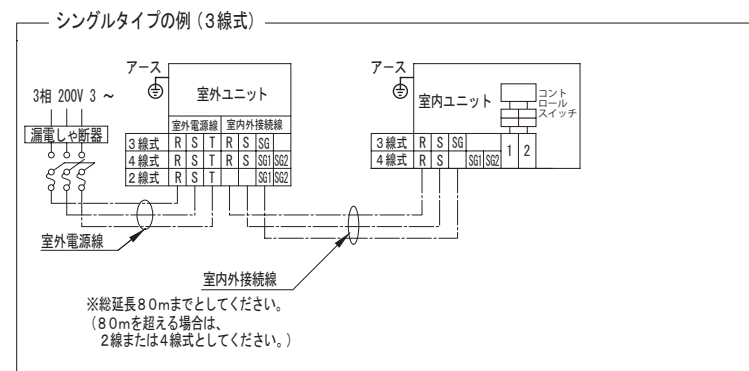 シングルタイプの例(3線式)
アース
3相 200V 3 ~
漏電しゃ断器
室外ユニット
室外電源線 室内外接続線
3線式 R S T R S SG
4線式 R S T R S SG1 SG2
2線式 R S T SG1 SG2
アース
室内ユニット
コント
ロール
スイッチ
3線式 R S SG
4線式 R S SG1 SG2
1 2
室外電源線
室内外接続線
※総延長80mまでとしてください。
(80mを超える場合は、
2線または4線式としてください。)